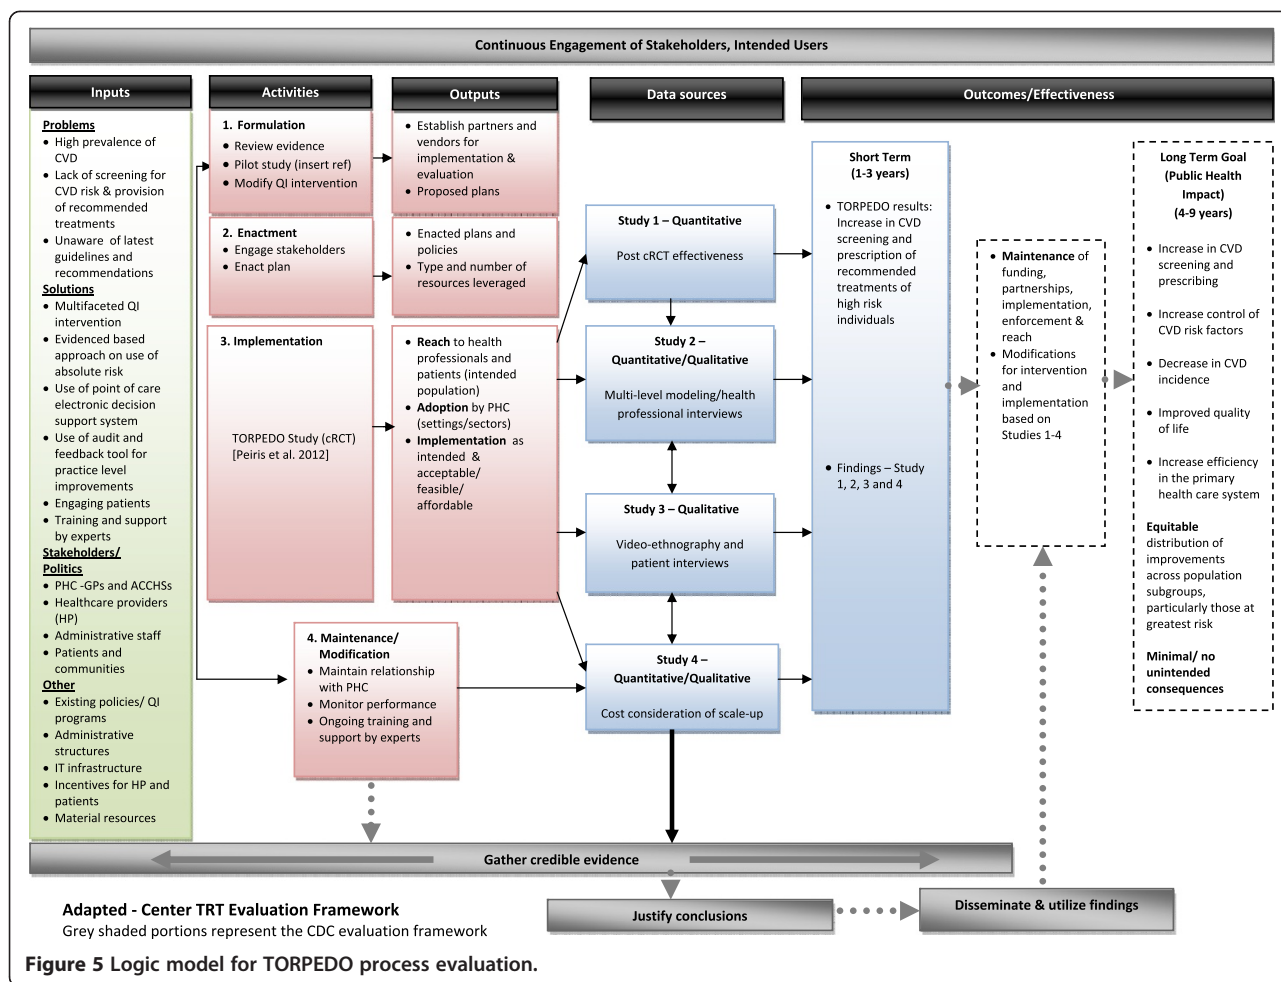 Continuous Engagement of Stakeholders, Intended Users
Inputs
Problems
• High prevalence of
CVD
• Lack of screening for
CVD risk & provision
of recommended
treatments
• Unaware of latest
guidelines and
recommendations
Solutions
• Multifaceted QI
intervention
• Evidenced based
approach on use of
absolute risk
• Use of point of care
electronic decision
support system
• Use of audit and
feedback tool for
practice level
improvements
• Engaging patients
• Training and support
by experts
Stakeholders/
Politics
• PHC -GPs and ACCHSs
• Healthcare providers
(HP)
• Administrative staff
• Patients and
communities
Other
• Existing policies/ QI
programs
• Administrative
structures
• IT infrastructure
• Incentives for HP and
patients
• Material resources
Activities
1. Formulation
• Review evidence
• Pilot study (insert ref)
• Modify QI intervention
2. Enactment
• Engage stakeholders
• Enact plan
3. Implementation
TORPEDO Study (cRCT)
[Peiris et al. 2012]
4. Maintenance/
Modification
• Maintain relationship
with PHC
• Monitor performance
• Ongoing training and
support by experts
Outputs
• Establish partners and
vendors for
implementation &
evaluation
• Proposed plans
• Enacted plans and
policies
• Type and number of
resources leveraged
• Reach to health
professionals and
patients (intended
population)
• Adoption by PHC
(settings/sectors)
• Implementation as
intended &
acceptable/
feasible/
affordable
Data sources
Study 1 – Quantitative
Post cRCT effectiveness
Study 2 –
Quantitative/Qualitative
Multi-level modeling/health
professional interviews
Study 3 – Qualitative
Video-ethnography and
patient interviews
Study 4 –
Quantitative/Qualitative
Cost consideration of scale-up
Outcomes/Effectiveness
Short Term
(1-3 years)
• TORPEDO results:
Increase in CVD
screening and
prescription of
recommended
treatments of
high risk
individuals
• Findings – Study
1, 2, 3 and 4
• Maintenance of
funding,
partnerships,
implementation,
enforcement &
reach
• Modifications
for intervention
and
implementation
based on
Studies 1-4
Long Term Goal
(Public Health
Impact)
(4-9 years)
• Increase in CVD
screening and
prescribing
• Increase control of
CVD risk factors
• Decrease in CVD
incidence
• Improved quality
of life
• Increase efficiency
in the primary
health care system
Equitable
distribution of
improvements
across population
subgroups,
particularly those at
greatest risk
Minimal/ no
unintended
consequences
Gather credible evidence
Justify conclusions
Disseminate & utilize findings
Adapted - Center TRT Evaluation Framework
Grey shaded portions represent the CDC evaluation framework
Figure 5 Logic model for TORPEDO process evaluation.